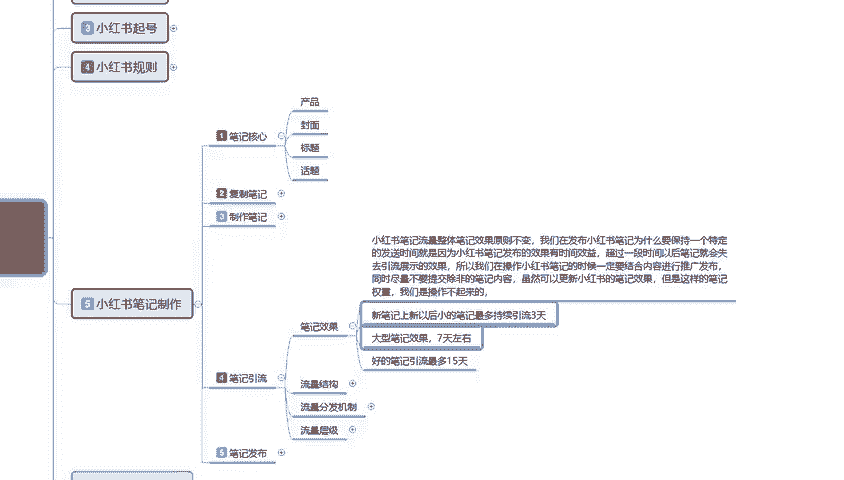 3 小红书起号
4 小红书规则
5 小红书笔记制作
1 笔记核心
产品
封面
标题
话题
2 复制笔记
3 制作笔记
4 笔记引流
笔记效果
小红书笔记流量整体笔记效果原则不变，我们在发布小红书笔记为什么要保持一个特定
的发送时间就是因为小红书笔记发布的效果有时间效益，超过一段时间以后笔记就会失
去引流展示的效果，所以我们在操作小红书笔记的时候一定要结合内容进行推广发布，
同时尽量不要提交除非的笔记内容，虽然可以更新小红书的笔记效果，但是这样的笔记
权重，我们是操作不起来的，
新笔记上新以后小的笔记最多持续引流3天
大型笔记效果，7天左右
好的笔记引流最多15天
流量结构
流量分发机制
流量层级
5 笔记发布